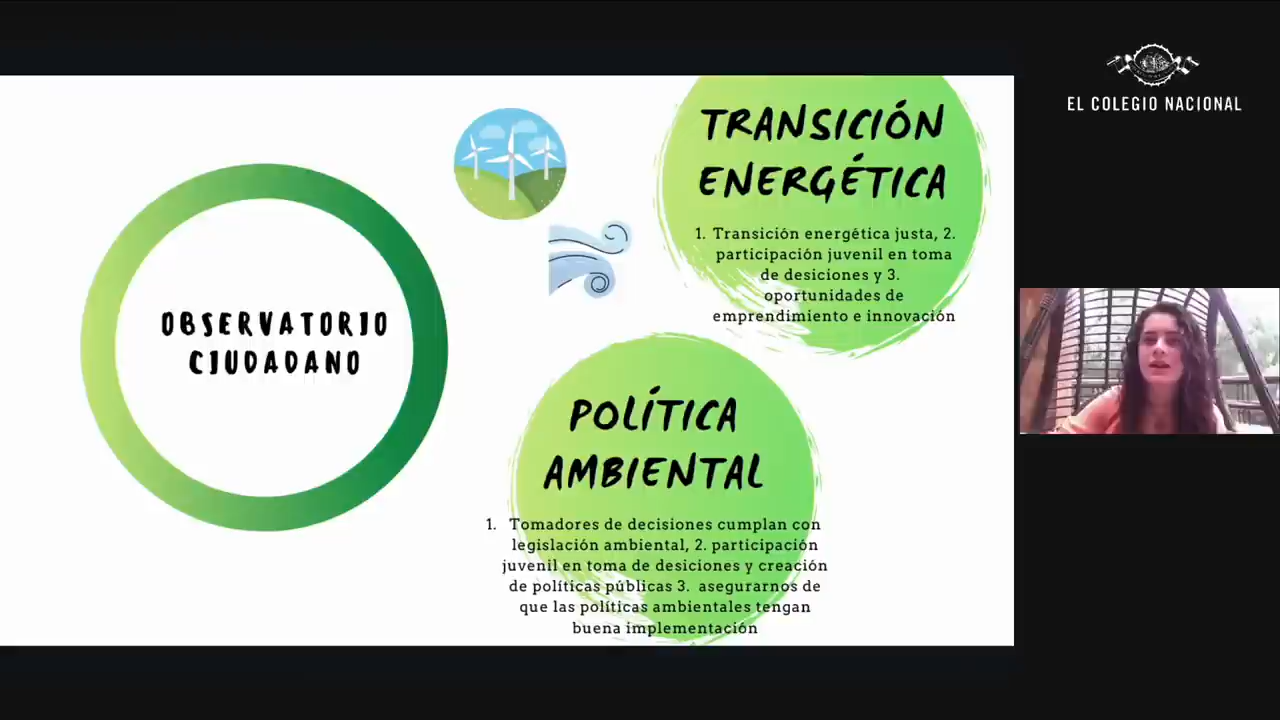 EL COLEGIO NACIONAL
OBSERVATORIO
CIUDADANO
TRANSICIÓN
ENERGÉTICA
1. Transición energética justa, 2.
participación juvenil en toma
de desiciones y 3.
oportunidades de
emprendimiento e innovación
POLÍTICA
AMBIENTAL
1. Tomadores de decisiones cumplan con
legislación ambiental, 2. participación
juvenil en toma de desiciones y creación
de políticas públicas 3. asegurarnos de
que las políticas ambientales tengan
buena implementación